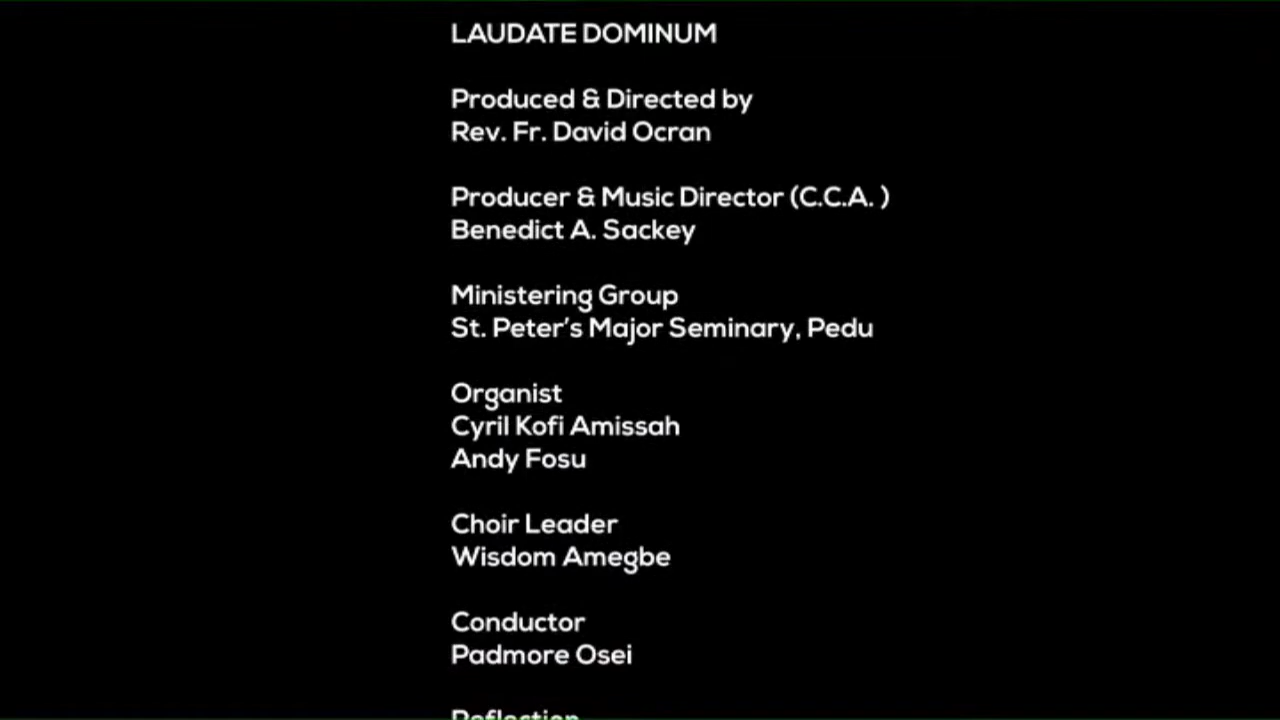 LAUDATE DOMINUM
Produced & Directed by
Rev. Fr. David Ocran
Producer & Music Director (C.C.A. )
Benedict A. Sackey
Ministering Group
St. Peter's Major Seminary, Pedu
Organist
Cyril Kofi Amissah
Andy Fosu
Choir Leader
Wisdom Amegbe
Conductor
Padmore Osei
Reflection